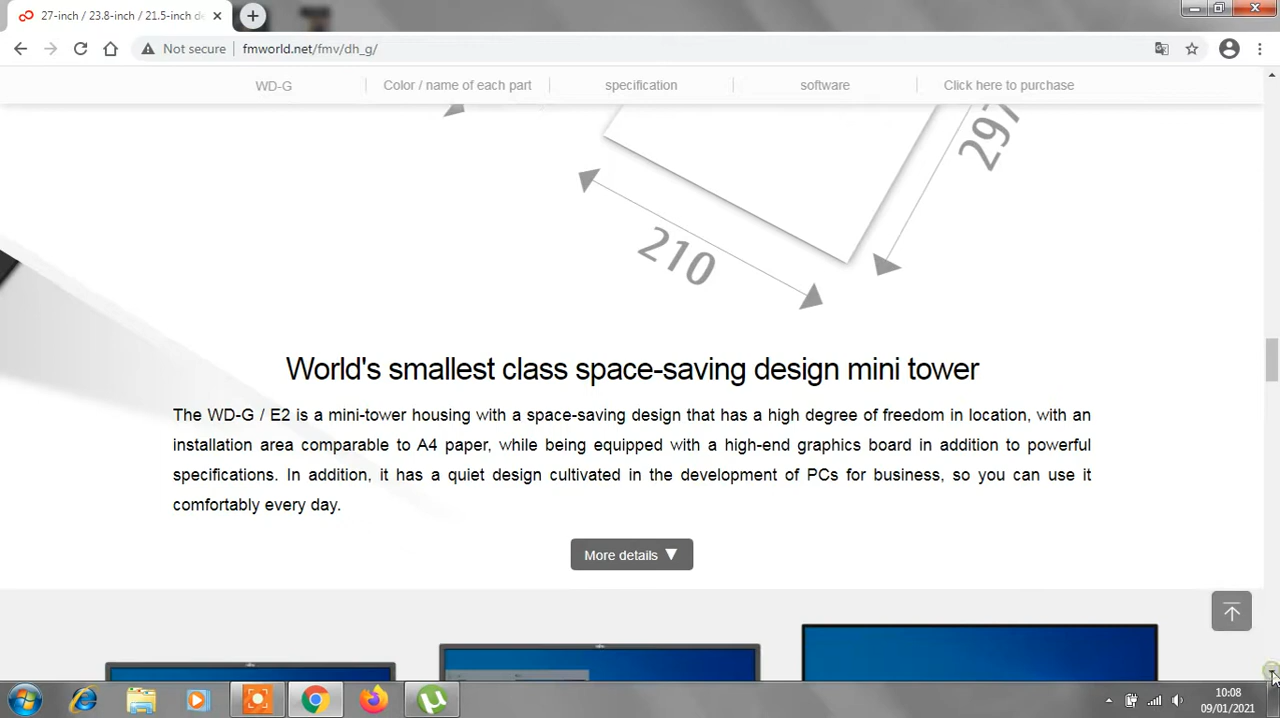 27-inch / 23.8-inch / 21.5-inch de
Not secure
fmworld.net/fmv/dh_g/
WD-G
Color / name of each part
specification
software
Click here to purchase
297
210
World's smallest class space-saving design mini tower
The WD-G / E2 is a mini-tower housing with a space-saving design that has a high degree of freedom in location, with an
installation area comparable to A4 paper, while being equipped with a high-end graphics board in addition to powerful
specifications. In addition, it has a quiet design cultivated in the development of PCs for business, so you can use it
comfortably every day.
More details ▼
10:08
09/01/2021